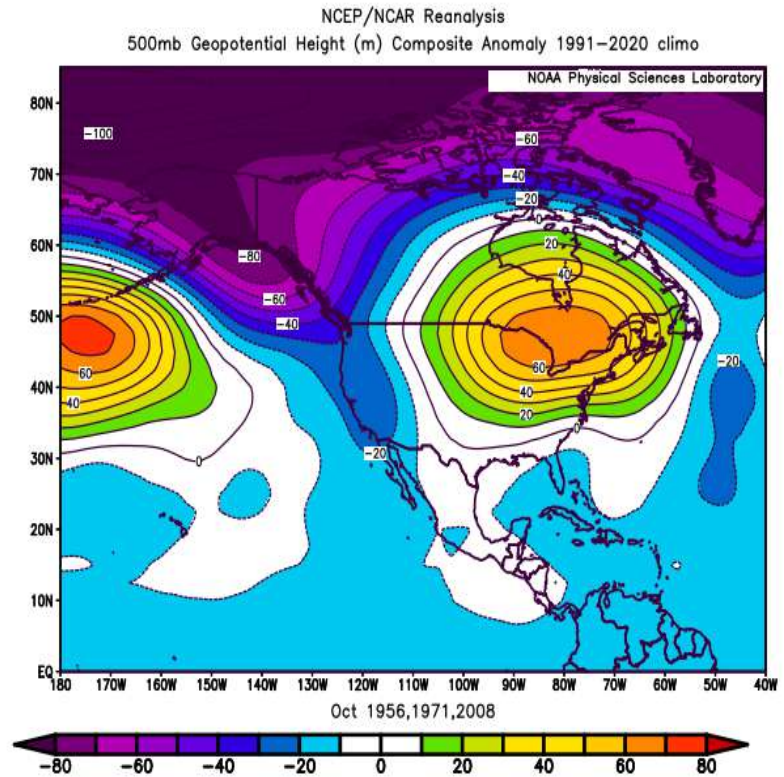 NCEP/NCAR Reanalysis
500mb Geopotential Height (m) Composite Anomaly 1991-2020 climo
NOAA Physical Sciences Laboratory
80N
-100
-60
70N
-40
-20
0
60N
20
-80
40
-60
50N
-40
60
60
-20
40N
40
40
20
0
30N
0
-20
20N
10N
EQ
180 170W 160W 150W 140W 130W 120W 110W 100W 90W 80W 70W 60W 50W 40W
Oct 1956,1971,2008
-80 -60 -40 -20 0 20 40 60 80